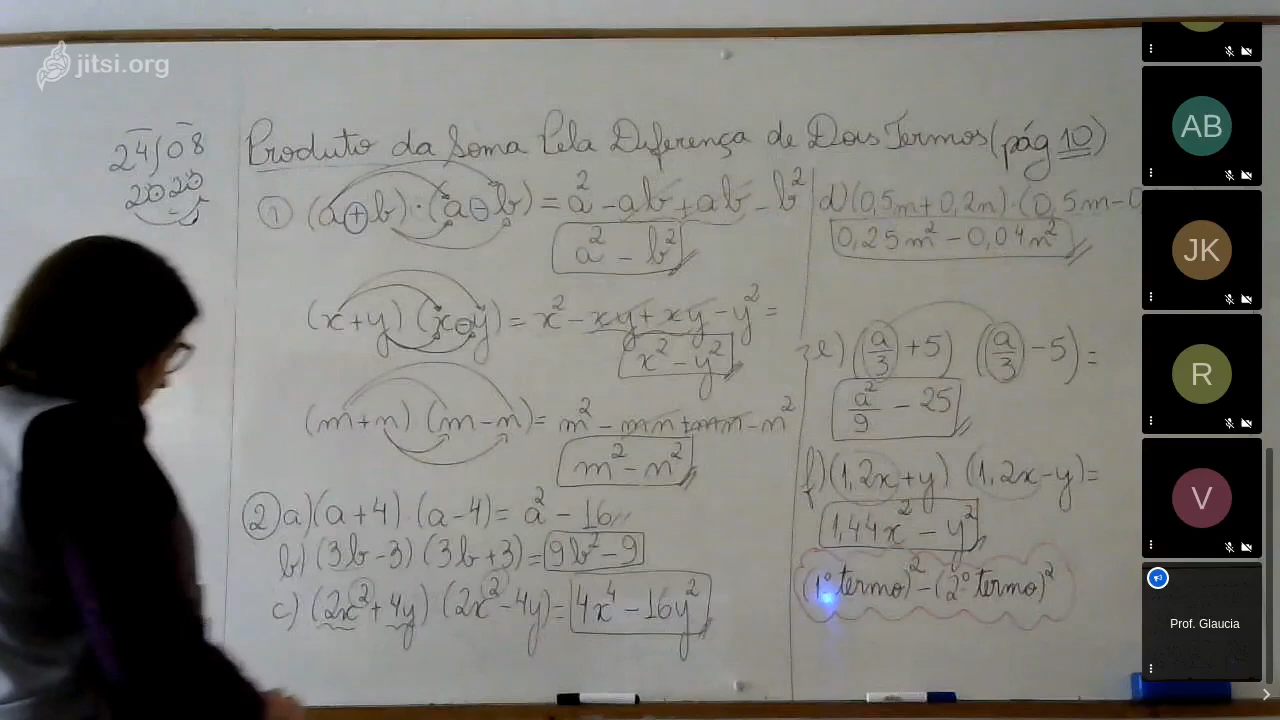 jitsi.org
24/08
2020
Produto da Soma Pela Diferença de Dois Termos (pág 10)
① (a+b)·(a-b) = a² - ab + ab - b²
a² - b²
(x+y) (x-y) = x² - xy + xy - y² =
x² - y²
(m+n) (m-n) = m² - mn + mn - n²
m² - n²
② a) (a+4).(a-4) = a² - 16
b) (3b-3) (3b+3) = 9b² - 9
c) (2x²+4y) (2x²-4y) = 4x⁴ - 16y²
d) (0,5m+0,2n)·(0,5m-0
0,25m² - 0,04n²
e) (a/3 + 5) (a/3 - 5) =
a²/9 - 25
f) (1,2x+y) (1,2x-y) =
1,44x² - y²
(1º termo)² - (2º termo)²
AB
JK
R
V
Prof. Glaucia